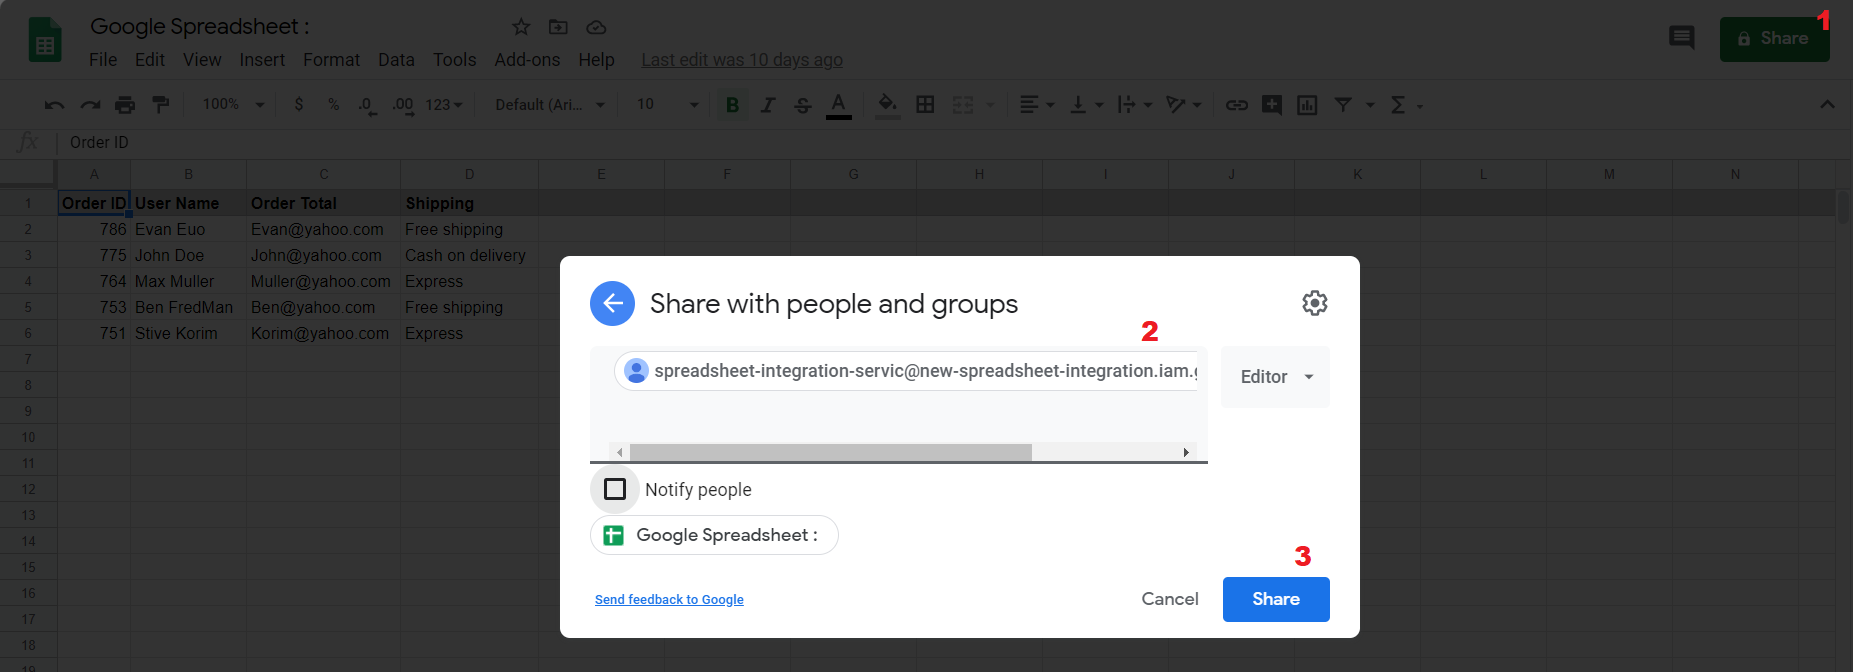 Google Spreadsheet :
1
Share
File Edit View Insert Format Data Tools Add-ons Help Last edit was 10 days ago
100% $ % .0 .00 123 Default (Ari... 10 B I S A Σ
fx Order ID
A B C D E F G H I J K L M N
1 Order ID User Name Order Total Shipping
2 786 Evan Euo Evan@yahoo.com Free shipping
3 775 John Doe John@yahoo.com Cash on delivery
4 764 Max Muller Muller@yahoo.com Express
5 753 Ben FredMan Ben@yahoo.com Free shipping
6 751 Stive Korim Korim@yahoo.com Express
7
8
9
10
11
12
13
14
15
16
17
18
19
Share with people and groups
2
spreadsheet-integration-servic@new-spreadsheet-integration.iam.g
Editor
Notify people
Google Spreadsheet :
3
Send feedback to Google
Cancel
Share